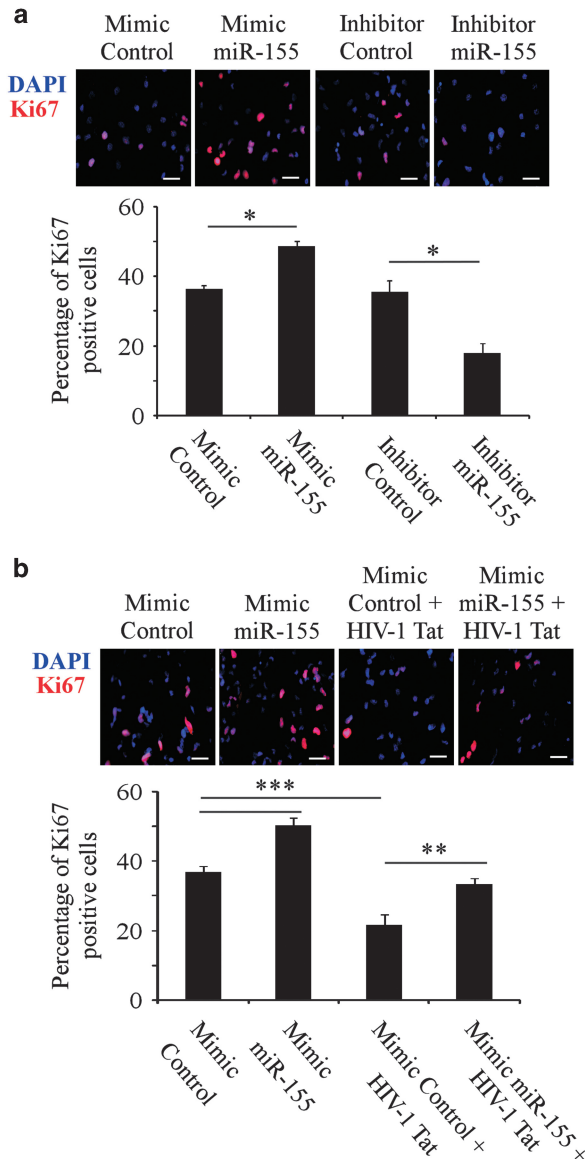 a
Mimic Control
Mimic miR-155
Inhibitor Control
Inhibitor miR-155
DAPI
Ki67
Percentage of Ki67 positive cells
60
40
20
0
*
*
Mimic Control
Mimic miR-155
Inhibitor Control
Inhibitor miR-155
b
Mimic Control
Mimic miR-155
Mimic Control + HIV-1 Tat
Mimic miR-155 + HIV-1 Tat
DAPI
Ki67
Percentage of Ki67 positive cells
60
40
20
0
***
**
Mimic Control
Mimic miR-155
Mimic Control + HIV-1 Tat
Mimic miR-155 + HIV-1 Tat